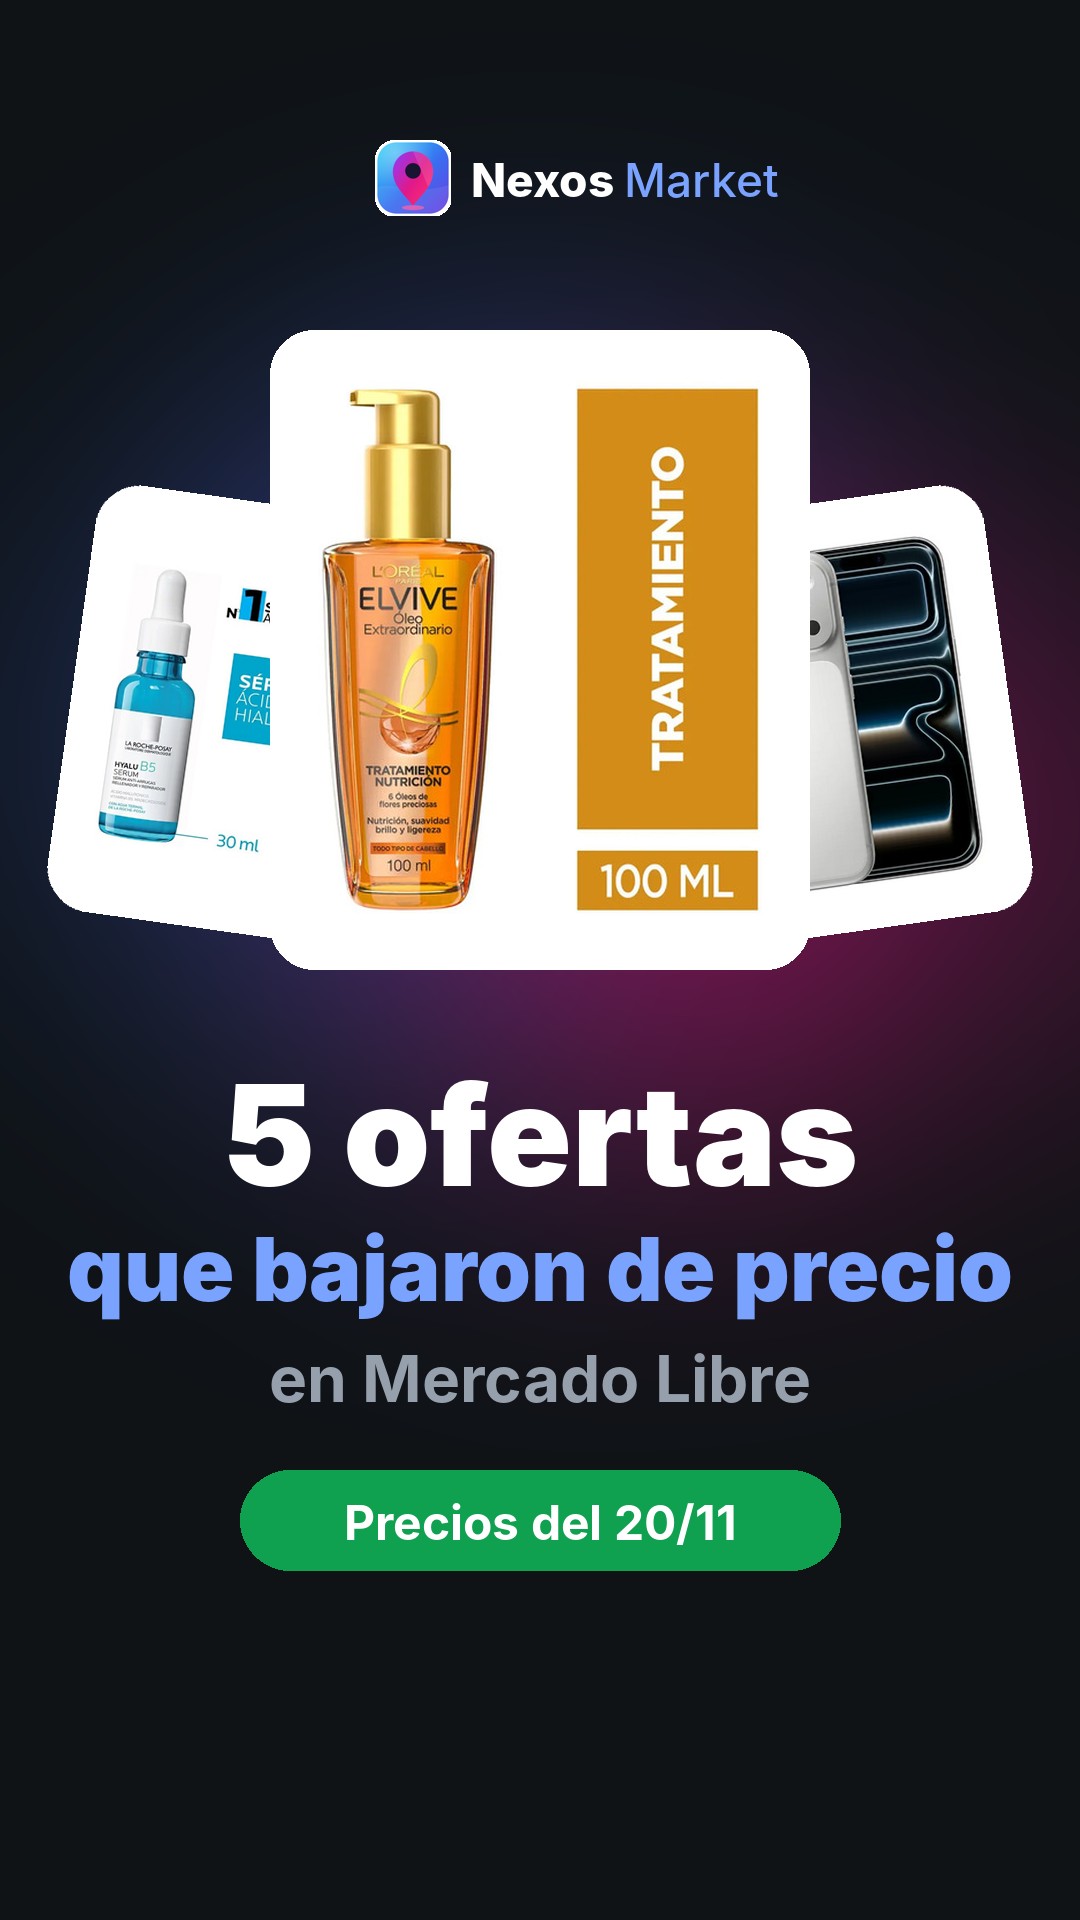 Nexos Market
TRATAMIENTO
100 ML
L'ORÉAL
PARIS
ELVIVE
Óleo
Extraordinario
TRATAMIENTO
NUTRICIÓN
6 Óleos de
flores preciosas
Nutrición, suavidad
brillo y ligereza
TODO TIPO DE CABELLO
100 ml
LA ROCHE-POSAY
HYALU B5
SERUM
30 ml
5 ofertas
que bajaron de precio
en Mercado Libre
Precios del 20/11